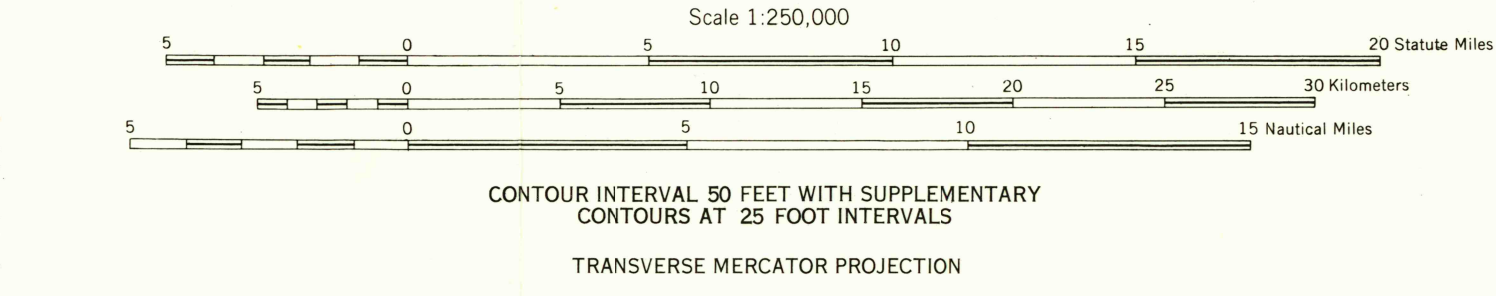 Scale 1:250,000
5 0 5 10 15 20 Statute Miles
5 0 5 10 15 20 25 30 Kilometers
5 0 5 10 15 Nautical Miles
CONTOUR INTERVAL 50 FEET WITH SUPPLEMENTARY
CONTOURS AT 25 FOOT INTERVALS
TRANSVERSE MERCATOR PROJECTION